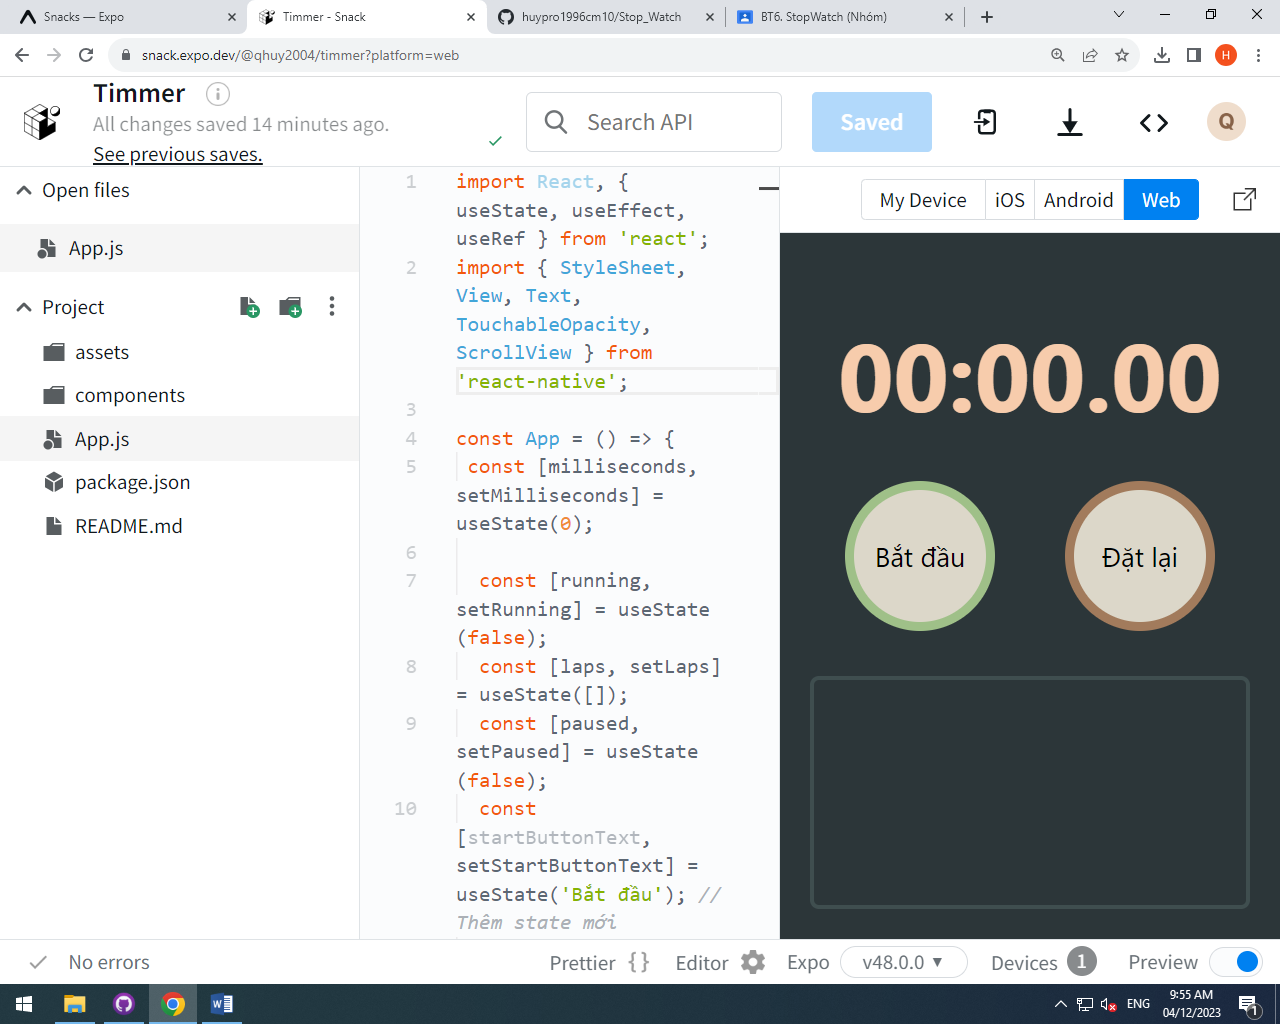 Snacks — Expo
Timmer - Snack
huypro1996cm10/Stop_Watch
BT6. StopWatch (Nhóm)
snack.expo.dev/@qhuy2004/timmer?platform=web
H
Timmer
All changes saved 14 minutes ago.
See previous saves.
Search API
Saved
Q
Open files
App.js
Project
assets
components
App.js
package.json
README.md
1 import React, {
useState, useEffect,
useRef } from 'react';
2 import { StyleSheet,
View, Text,
TouchableOpacity,
ScrollView } from
'react-native';
3
4 const App = () => {
5 const [milliseconds,
setMilliseconds] =
useState(0);
6
7 const [running,
setRunning] = useState
(false);
8 const [laps, setLaps]
= useState([]);
9 const [paused,
setPaused] = useState
(false);
10 const
[startButtonText,
setStartButtonText] =
useState('Bắt đầu'); //
Thêm state mới
My Device
iOS
Android
Web
00:00.00
Bắt đầu
Đặt lại
No errors
Prettier {}
Editor
Expo
v48.0.0 ▼
Devices 1
Preview
ENG
9:55 AM
04/12/2023
1